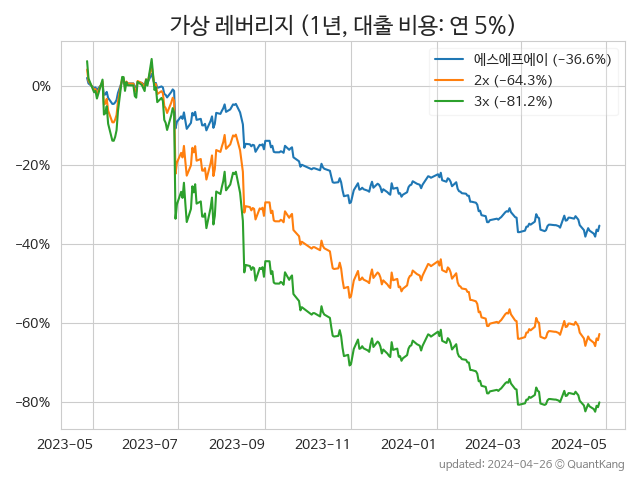 가상 레버리지 (1년, 대출 비용: 연 5%)
에스에프에이 (−36.6%)
2x (−64.3%)
3x (−81.2%)
0%
−20%
−40%
−60%
−80%
2023-05 2023-07 2023-09 2023-11 2024-01 2024-03 2024-05
updated: 2024-04-26 © QuantKang